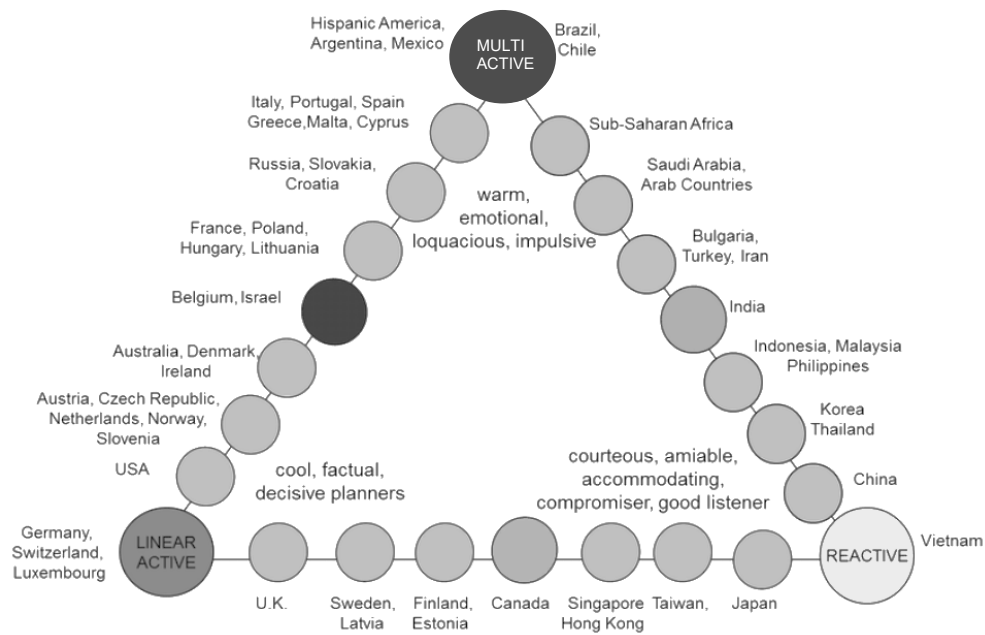 Hispanic America,
Argentina, Mexico
MULTI
ACTIVE
Brazil,
Chile
Italy, Portugal, Spain
Greece,Malta, Cyprus
Sub-Saharan Africa
Russia, Slovakia,
Croatia
Saudi Arabia,
Arab Countries
warm,
emotional,
loquacious, impulsive
France, Poland,
Hungary, Lithuania
Bulgaria,
Turkey, Iran
Belgium, Israel
India
Australia, Denmark,
Ireland
Indonesia, Malaysia
Philippines
Austria, Czech Republic,
Netherlands, Norway,
Slovenia
Korea
Thailand
USA
cool, factual,
decisive planners
courteous, amiable,
accommodating,
compromiser, good listener
China
Germany,
Switzerland,
Luxembourg
LINEAR
ACTIVE
REACTIVE
Vietnam
U.K.
Sweden,
Latvia
Finland,
Estonia
Canada
Singapore
Hong Kong
Taiwan,
Japan